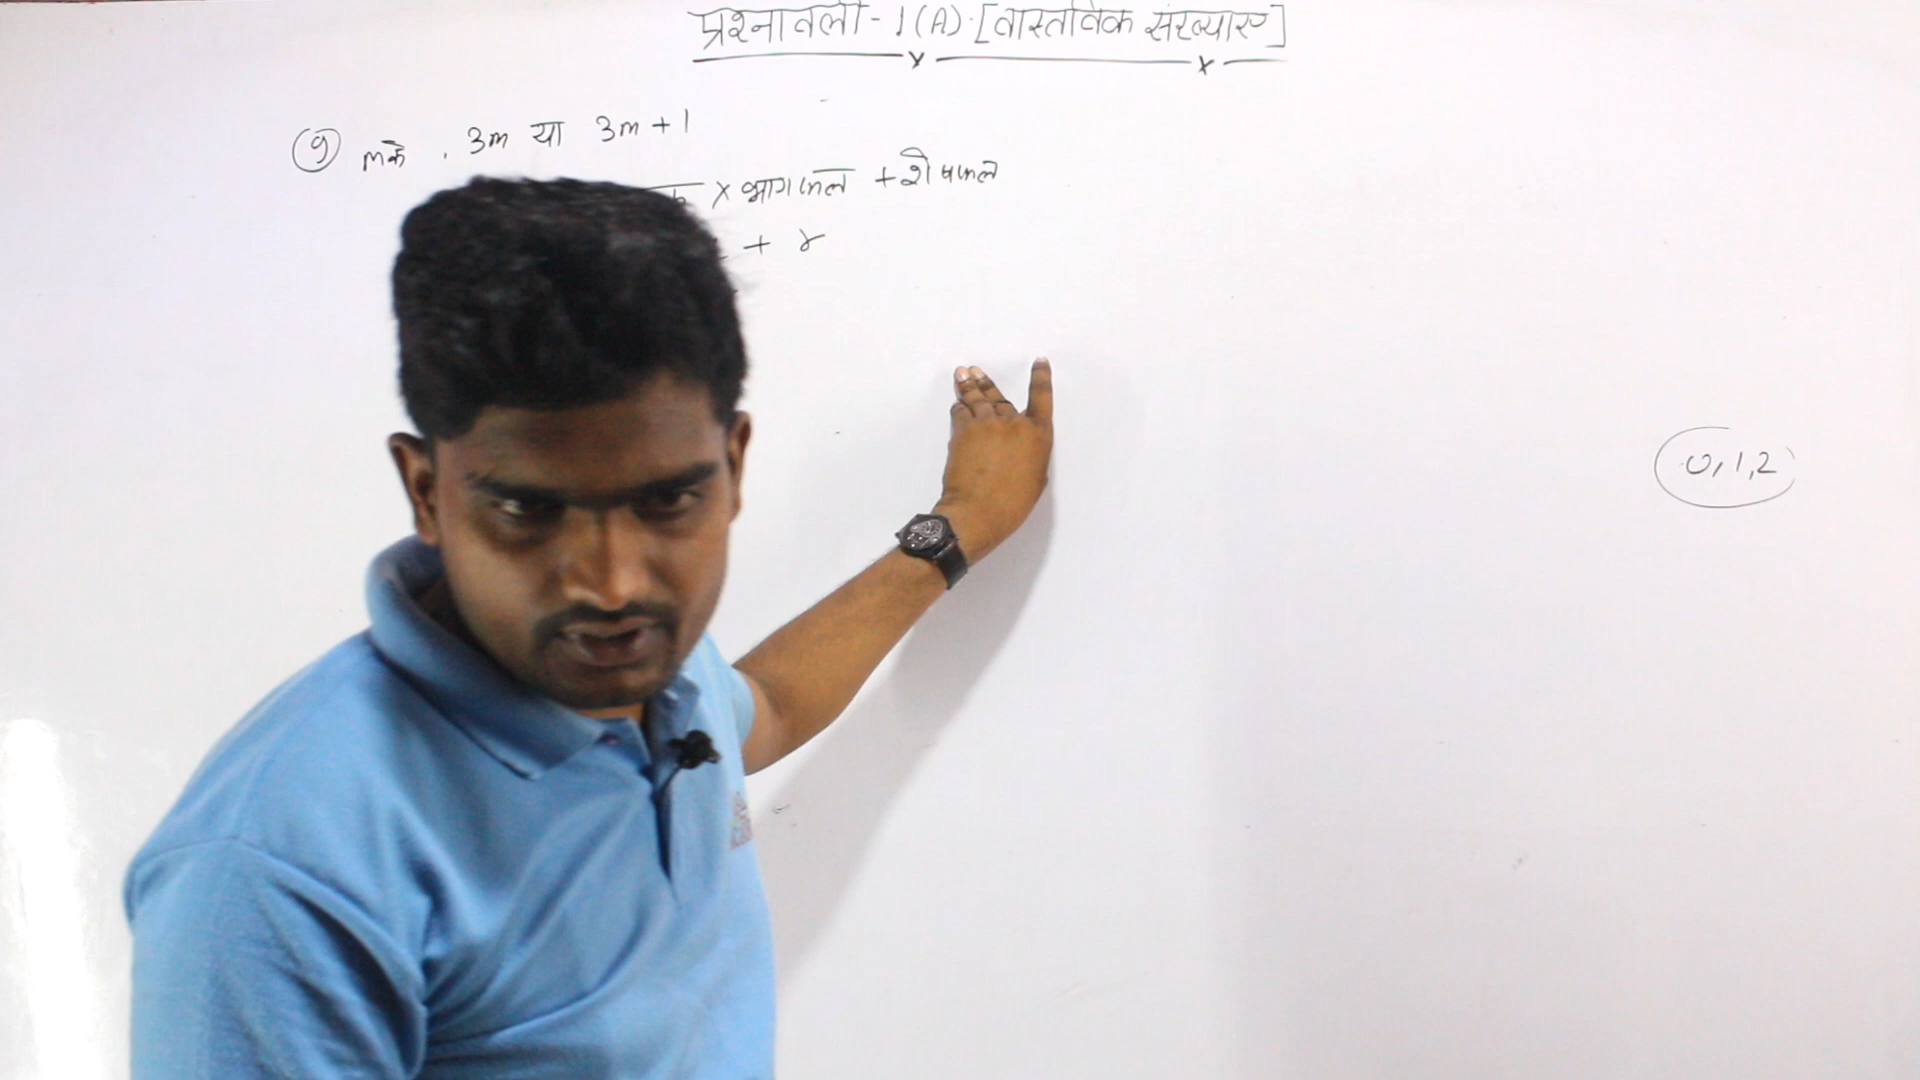 प्रश्नावली - 1 (A) [वास्तविक संख्याएँ]
9 m के , 3m या 3m + 1
× भागफल + शेषफल
+ r
0, 1, 2